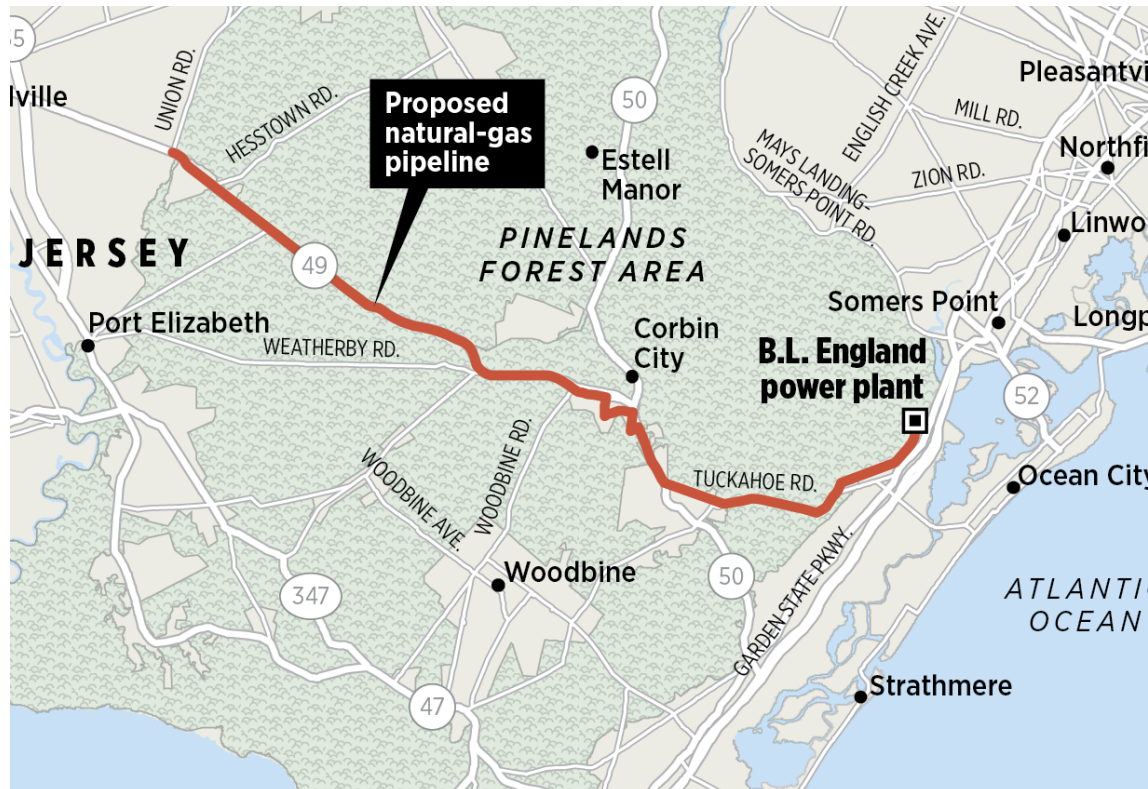 55
lville
UNION RD.
HESSTOWN RD.
Proposed
natural-gas
pipeline
50
Estell
Manor
ENGLISH CREEK AVE.
Pleasantvi
MILL RD.
Northfi
MAYS LANDING-
SOMERS POINT RD.
ZION RD.
Linwo
JERSEY
49
PINELANDS
FOREST AREA
Somers Point
Longp
Port Elizabeth
WEATHERBY RD.
Corbin
City
B.L. England
power plant
52
WOODBINE AVE.
WOODBINE RD.
TUCKAHOE RD.
Ocean City
Woodbine
347
50
GARDEN STATE PKWY.
ATLANTIC
OCEAN
47
Strathmere